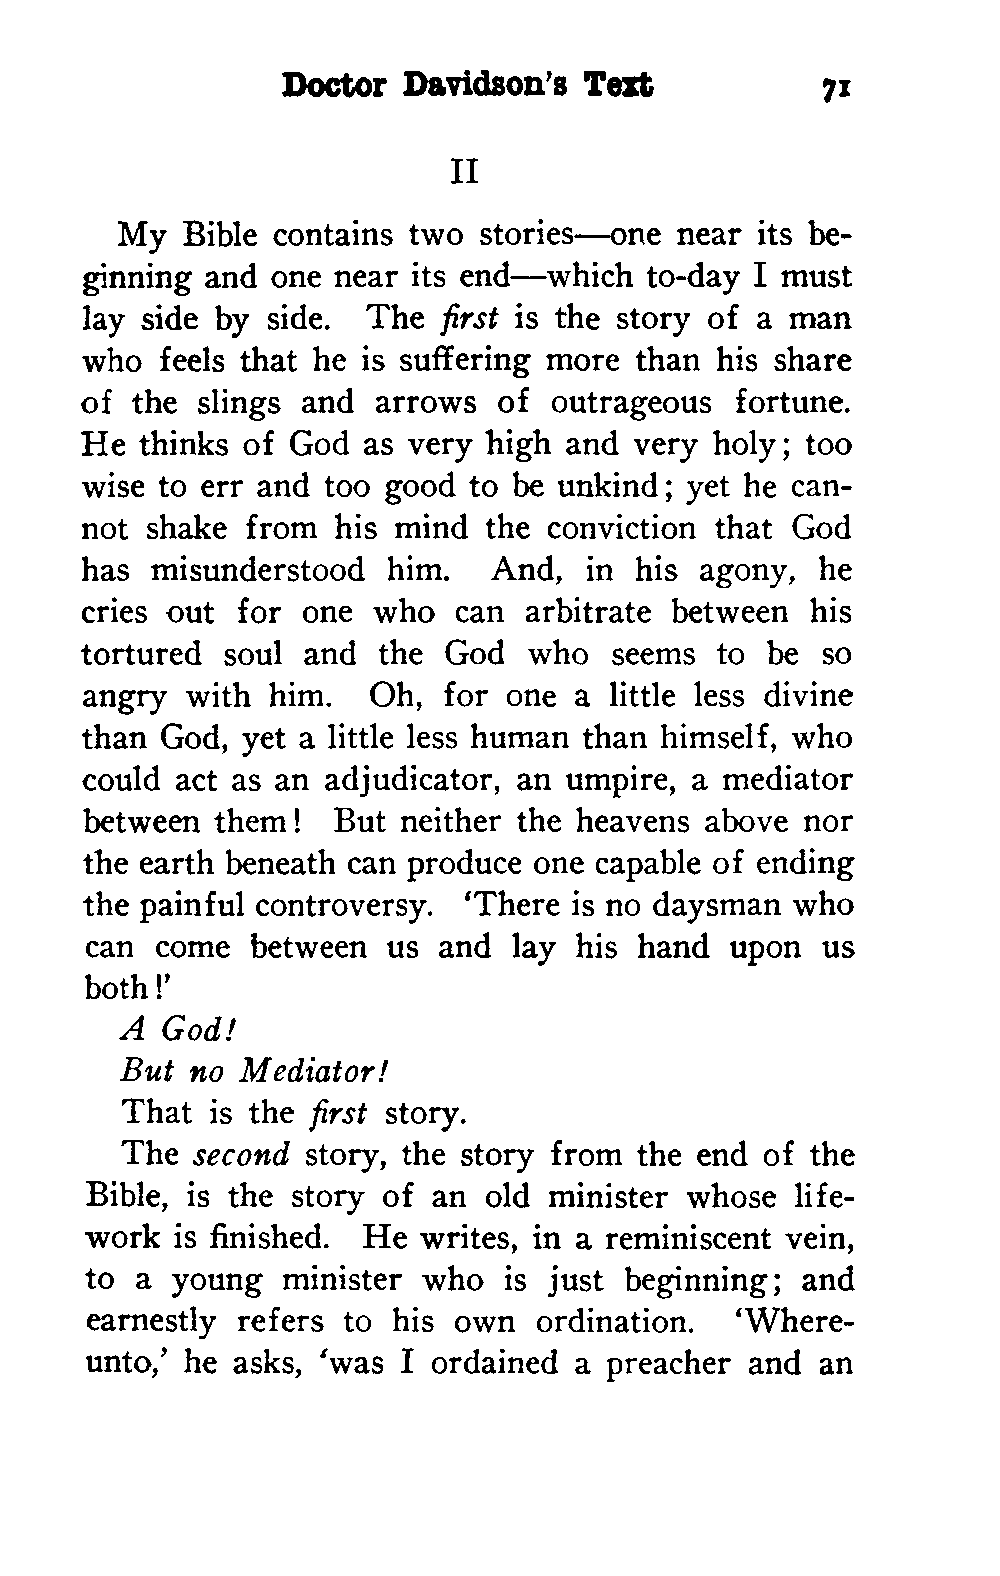 Doctor Davidson's Text 71
II
My Bible contains two stories—one near its be-
ginning and one near its end—which to-day I must
lay side by side. The first is the story of a man
who feels that he is suffering more than his share
of the slings and arrows of outrageous fortune.
He thinks of God as very high and very holy; too
wise to err and too good to be unkind; yet he can-
not shake from his mind the conviction that God
has misunderstood him. And, in his agony, he
cries out for one who can arbitrate between his
tortured soul and the God who seems to be so
angry with him. Oh, for one a little less divine
than God, yet a little less human than himself, who
could act as an adjudicator, an umpire, a mediator
between them! But neither the heavens above nor
the earth beneath can produce one capable of ending
the painful controversy. 'There is no daysman who
can come between us and lay his hand upon us
both!'
A God!
But no Mediator!
That is the first story.
The second story, the story from the end of the
Bible, is the story of an old minister whose life-
work is finished. He writes, in a reminiscent vein,
to a young minister who is just beginning; and
earnestly refers to his own ordination. 'Where-
unto,' he asks, 'was I ordained a preacher and an